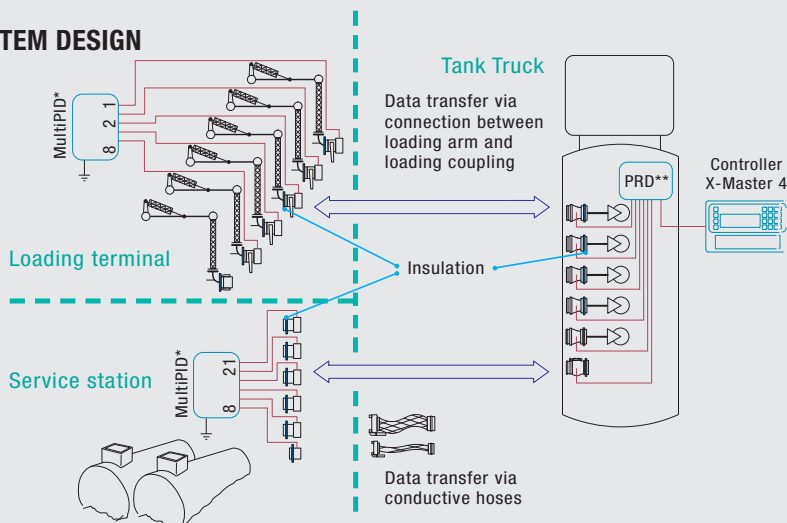 TEM DESIGN
MultiPID*
1
2
8
Loading terminal
Tank Truck
Data transfer via
connection between
loading arm and
loading coupling
PRD**
Controller
X-Master 4
Insulation
Service station
MultiPID*
21
8
Data transfer via
conductive hoses